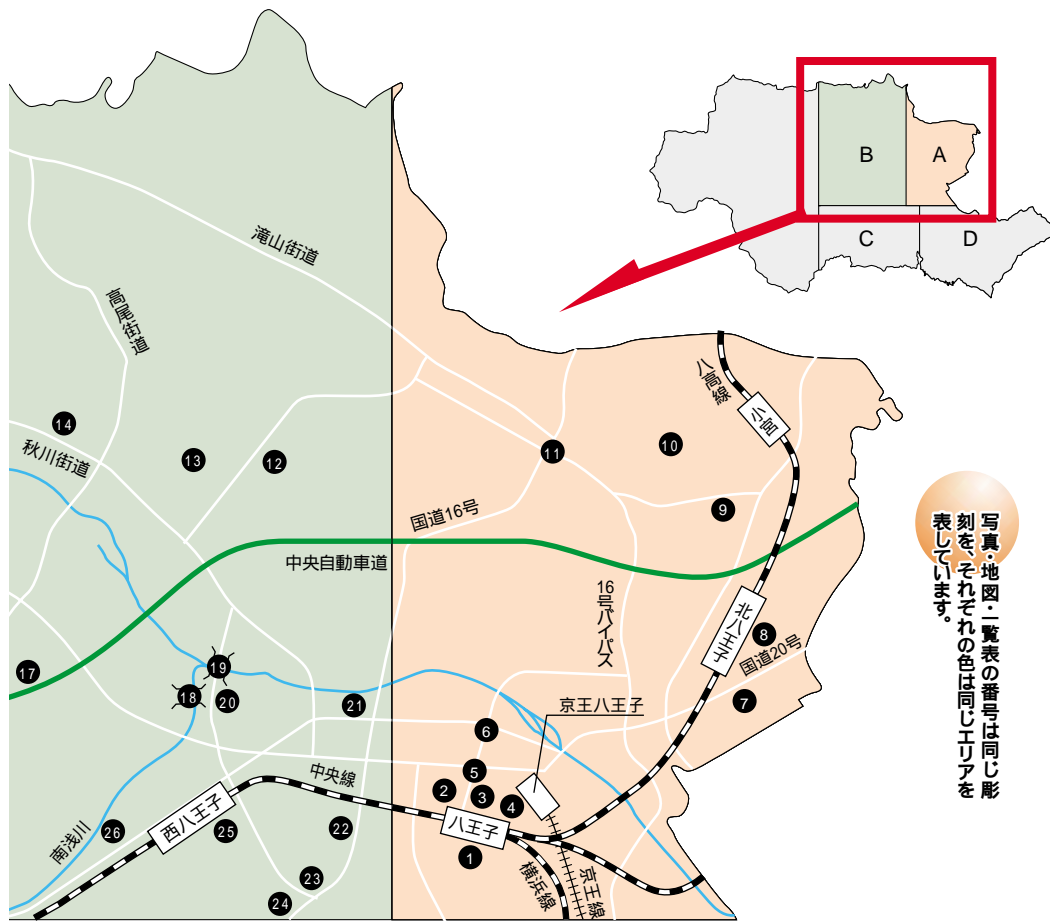 B
A
C
D
滝山街道
高尾街道
八高線
小宮
14
秋川街道
13
12
11
10
9
国道16号
中央自動車道
16号バイパス
北八王子
8
国道20号
7
17
19
18
20
21
京王八王子
6
5
中央線
2
3
4
西八王子
八王子
26
25
22
南浅川
1
23
24
横浜線
京王線
写真・地図・一覧表の番号は同じ彫
刻を、それぞれの色は同じエリアを
表しています。